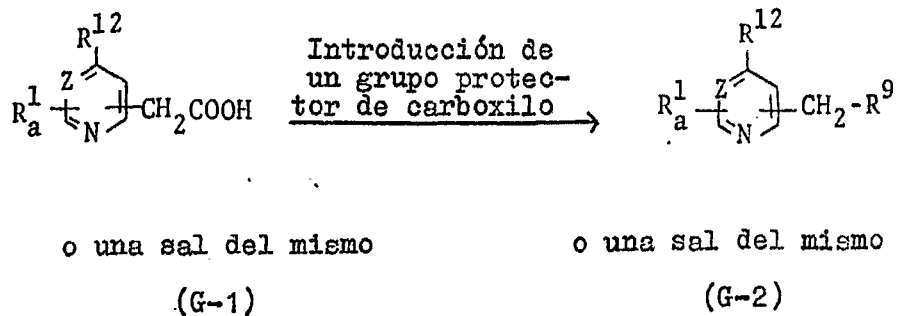 R12 Introducción de R12
un grupo protec-
R1a Z N CH2COOH tor de carboxilo R1a Z N CH2-R9
o una sal del mismo o una sal del mismo
(G-1) (G-2)